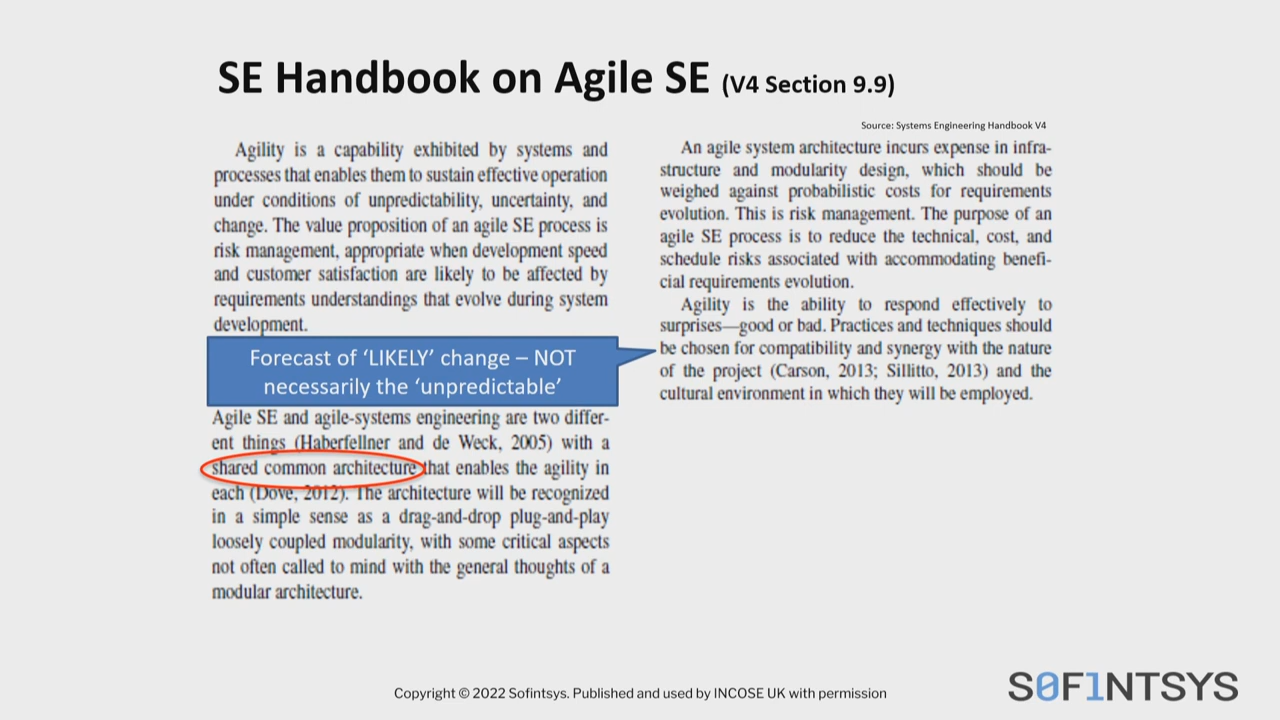 SE Handbook on Agile SE (V4 Section 9.9)
Source: Systems Engineering Handbook V4
Agility is a capability exhibited by systems and
processes that enables them to sustain effective operation
under conditions of unpredictability, uncertainty, and
change. The value proposition of an agile SE process is
risk management, appropriate when development speed
and customer satisfaction are likely to be affected by
requirements understandings that evolve during system
development.
Forecast of ‘LIKELY’ change – NOT
necessarily the ‘unpredictable’
Agile SE and agile-systems engineering are two differ-
ent things (Haberfellner and de Weck, 2005) with a
shared common architecture that enables the agility in
each (Dove, 2012). The architecture will be recognized
in a simple sense as a drag-and-drop plug-and-play
loosely coupled modularity, with some critical aspects
not often called to mind with the general thoughts of a
modular architecture.
An agile system architecture incurs expense in infra-
structure and modularity design, which should be
weighed against probabilistic costs for requirements
evolution. This is risk management. The purpose of an
agile SE process is to reduce the technical, cost, and
schedule risks associated with accommodating benefi-
cial requirements evolution.
Agility is the ability to respond effectively to
surprises—good or bad. Practices and techniques should
be chosen for compatibility and synergy with the nature
of the project (Carson, 2013; Sillitto, 2013) and the
cultural environment in which they will be employed.
Copyright © 2022 Sofintsys. Published and used by INCOSE UK with permission
S0F1NTSYS